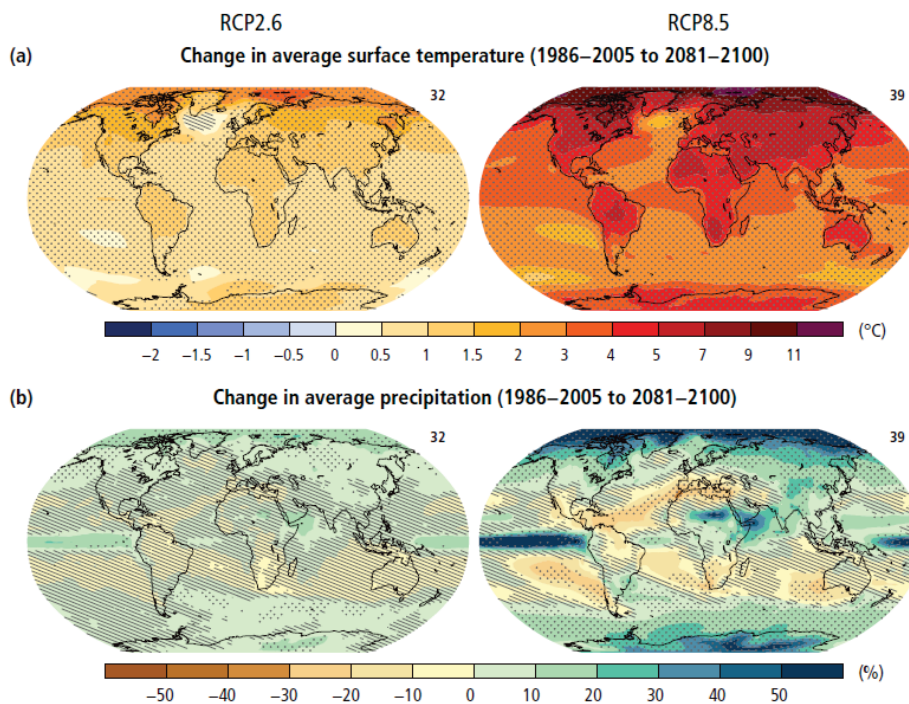 RCP2.6 RCP8.5
(a) Change in average surface temperature (1986–2005 to 2081–2100)
32 39
(°C)
−2 −1.5 −1 −0.5 0 0.5 1 1.5 2 3 4 5 7 9 11
(b) Change in average precipitation (1986–2005 to 2081–2100)
32 39
(%)
−50 −40 −30 −20 −10 0 10 20 30 40 50